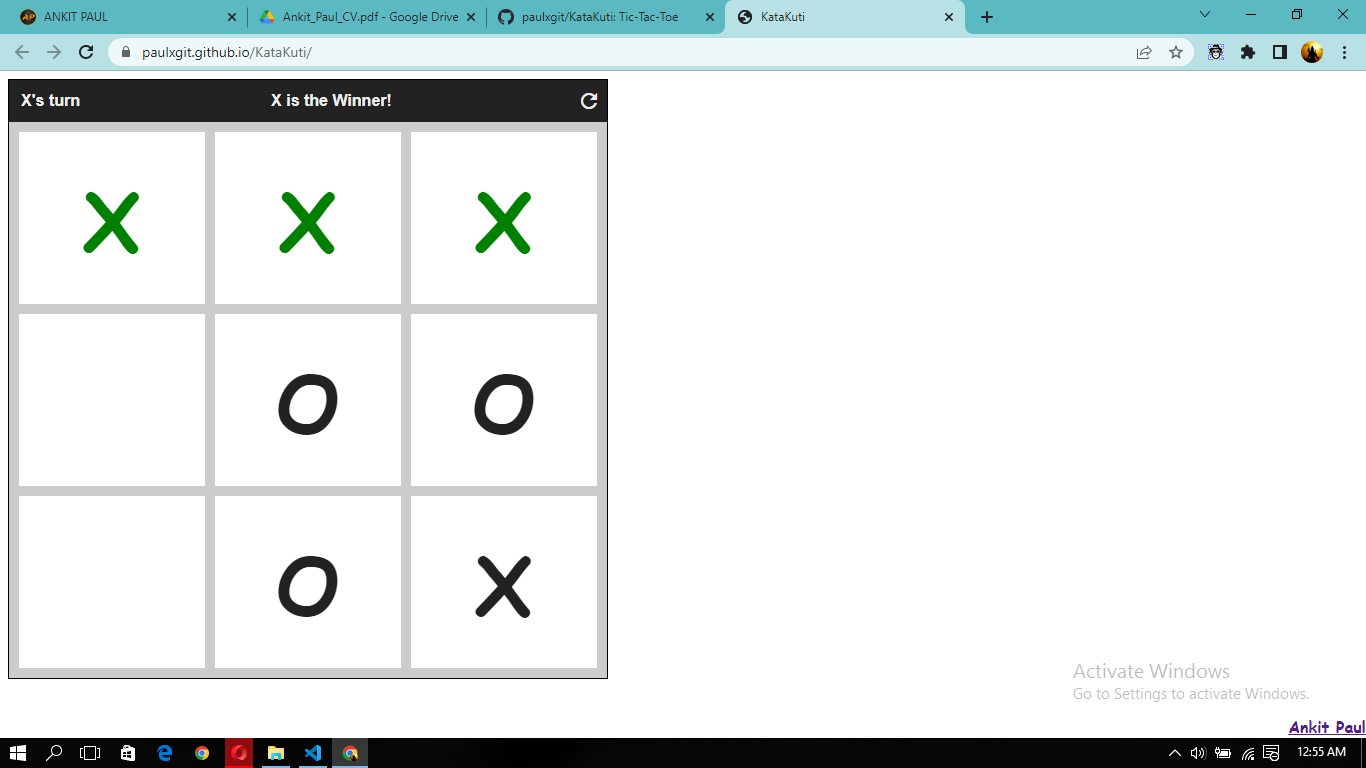 ANKIT PAUL
Ankit_Paul_CV.pdf - Google Drive
paulxgit/KataKuti: Tic-Tac-Toe
KataKuti
paulxgit.github.io/KataKuti/
X's turn
X is the Winner!
X X X
O O
O X
Activate Windows
Go to Settings to activate Windows.
Ankit Paul
12:55 AM